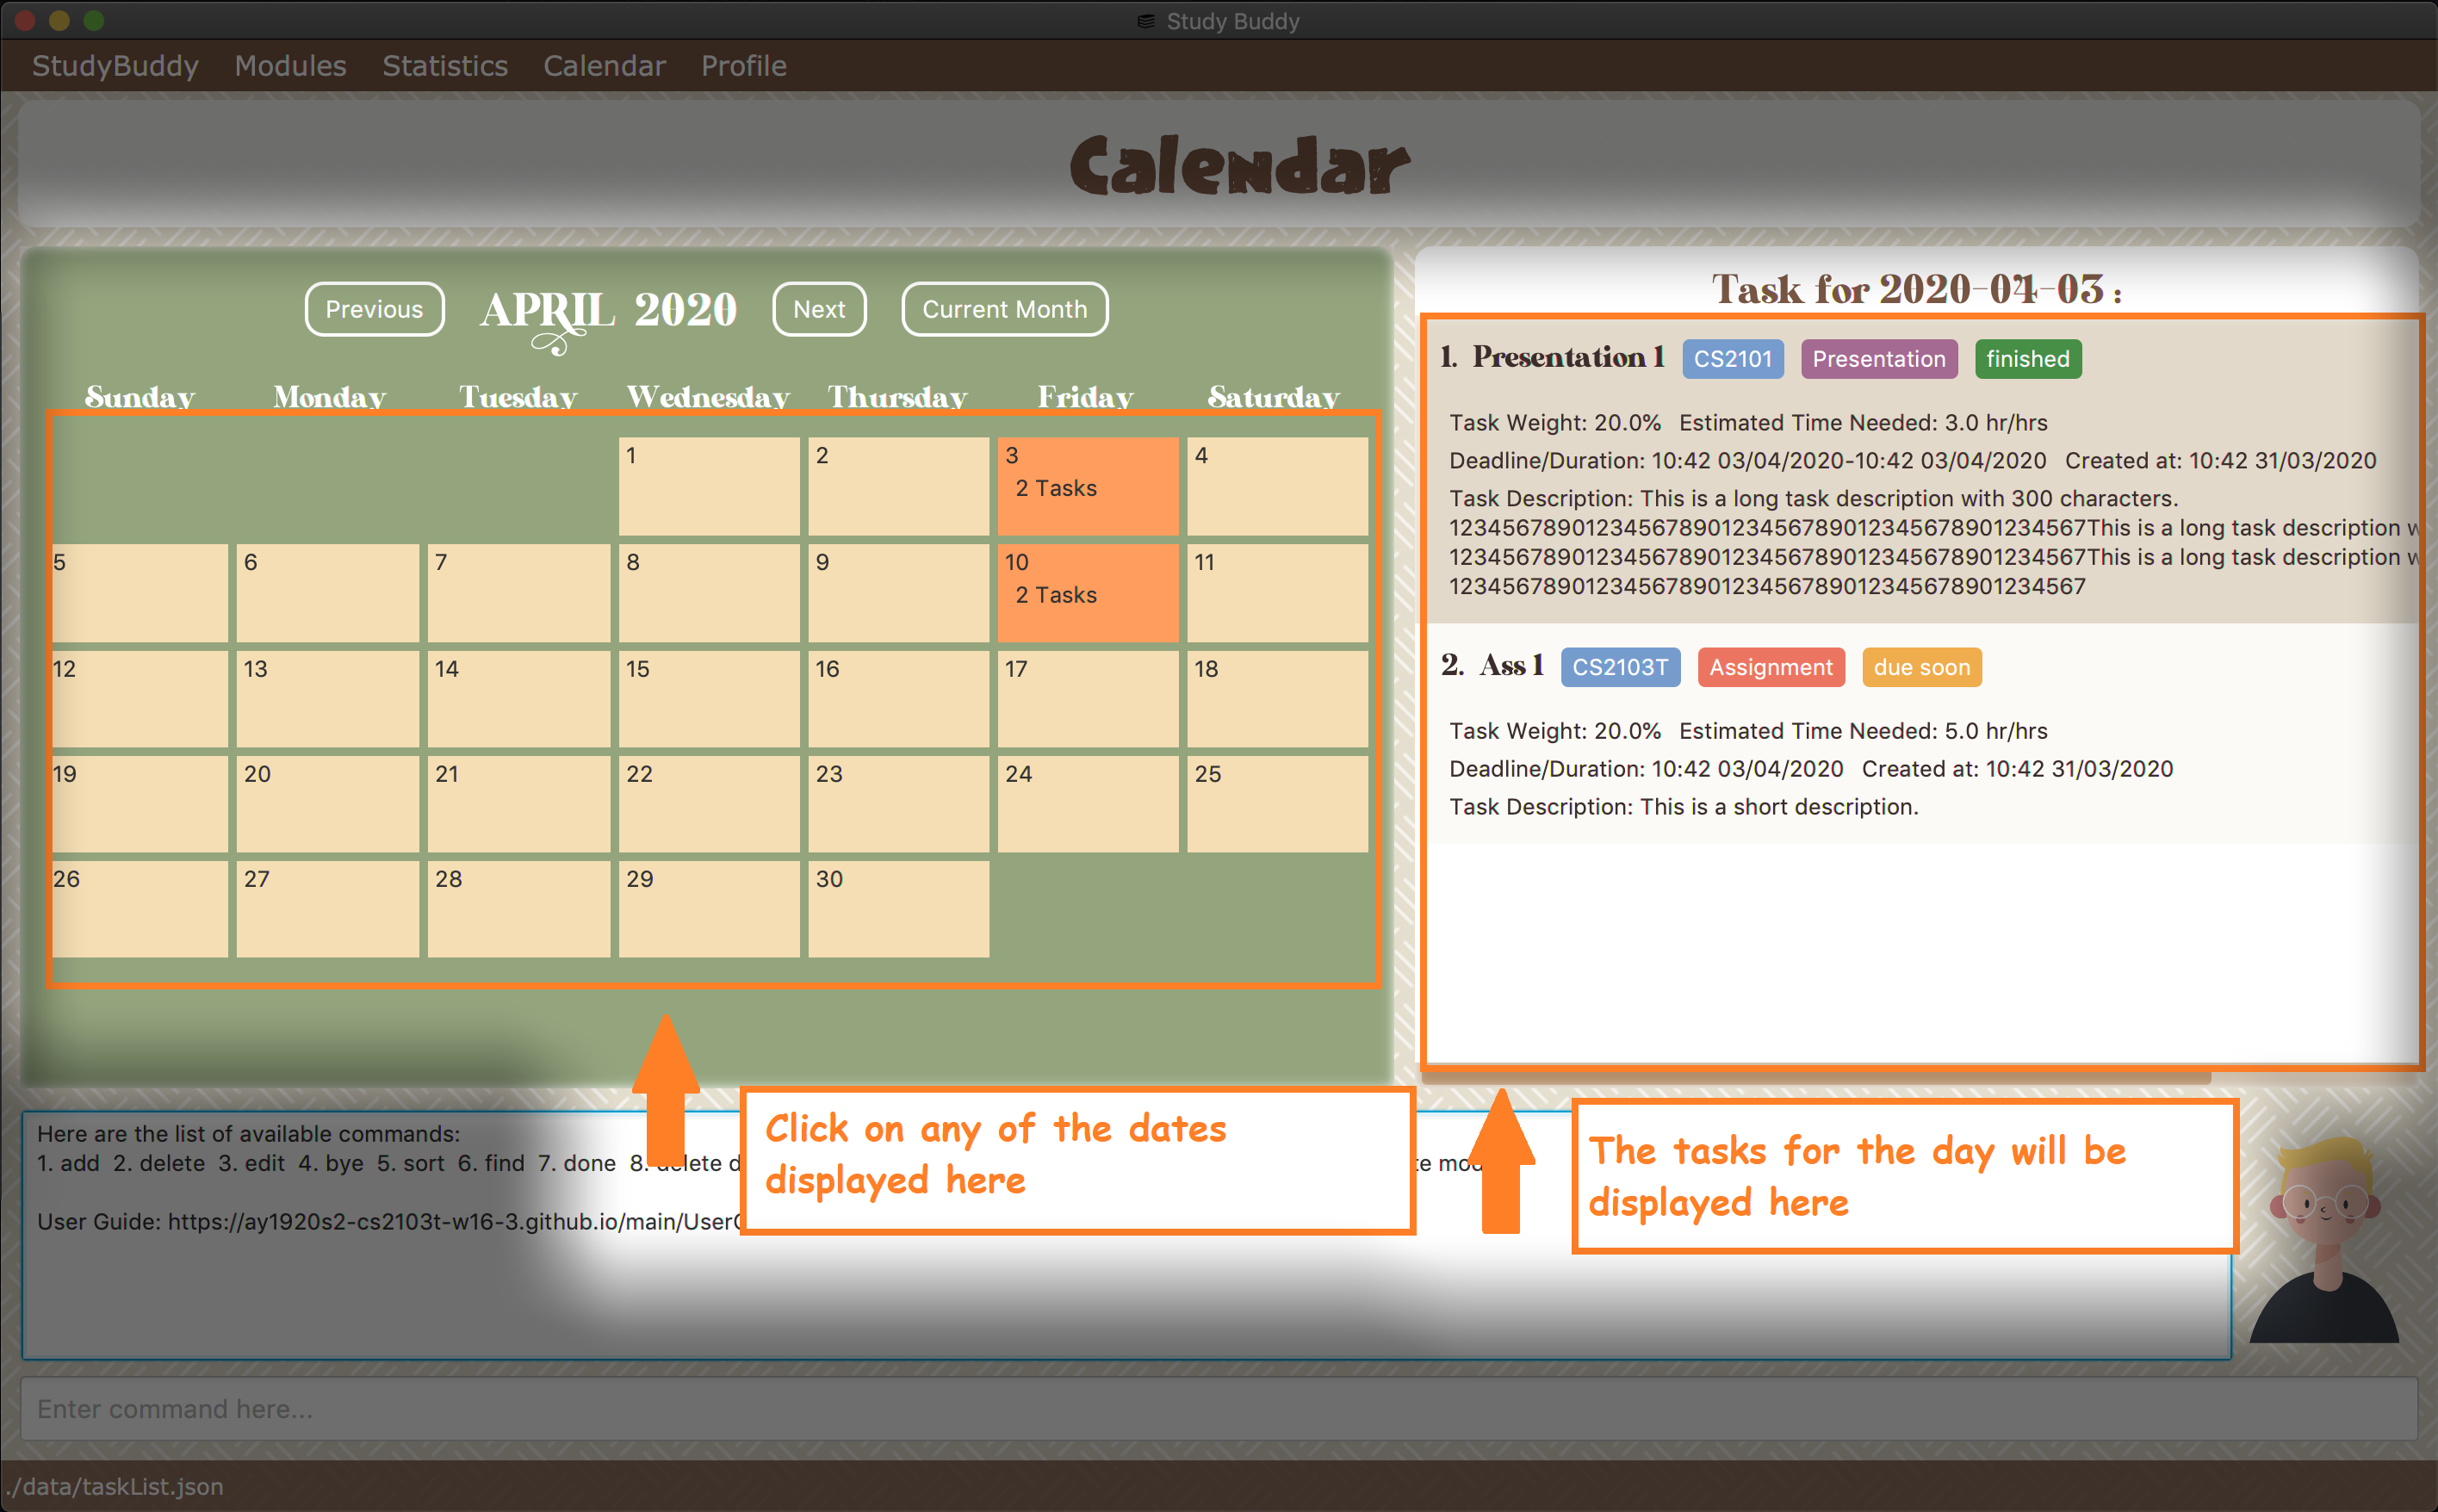 Study Buddy
StudyBuddy Modules Statistics Calendar Profile
Calendar
Previous APRIL 2020 Next Current Month
Sunday Monday Tuesday Wednesday Thursday Friday Saturday
1 2 3 4
2 Tasks
5 6 7 8 9 10 11
2 Tasks
12 13 14 15 16 17 18
19 20 21 22 23 24 25
26 27 28 29 30
Task for 2020-04-03 :
1. Presentation 1 CS2101 Presentation finished
Task Weight: 20.0% Estimated Time Needed: 3.0 hr/hrs
Deadline/Duration: 10:42 03/04/2020-10:42 03/04/2020 Created at: 10:42 31/03/2020
Task Description: This is a long task description with 300 characters.
12345678901234567890123456789012345678901234567This is a long task description
12345678901234567890123456789012345678901234567This is a long task description
12345678901234567890123456789012345678901234567
2. Ass 1 CS2103T Assignment due soon
Task Weight: 20.0% Estimated Time Needed: 5.0 hr/hrs
Deadline/Duration: 10:42 03/04/2020 Created at: 10:42 31/03/2020
Task Description: This is a short description.
Click on any of the dates
displayed here
The tasks for the day will be
displayed here
Here are the list of available commands:
1. add 2. delete 3. edit 4. bye 5. sort 6. find 7. done 8. delete
User Guide: https://ay1920s2-cs2103t-w16-3.github.io/main/User
Enter command here...
./data/taskList.json